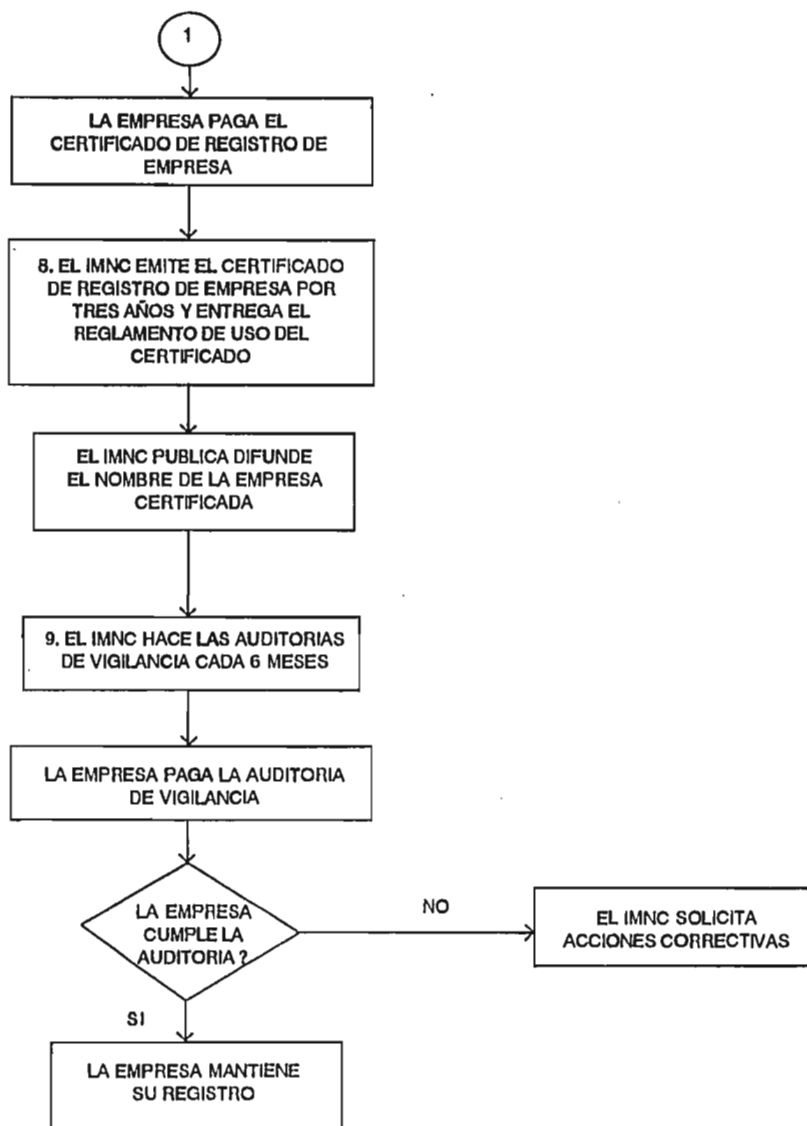 1
LA EMPRESA PAGA EL
CERTIFICADO DE REGISTRO DE
EMPRESA
8. EL IMNC EMITE EL CERTIFICADO
DE REGISTRO DE EMPRESA POR
TRES AÑOS Y ENTREGA EL
REGLAMENTO DE USO DEL
CERTIFICADO
EL IMNC PUBLICA DIFUNDE
EL NOMBRE DE LA EMPRESA
CERTIFICADA
9. EL IMNC HACE LAS AUDITORIAS
DE VIGILANCIA CADA 6 MESES
LA EMPRESA PAGA LA AUDITORIA
DE VIGILANCIA
LA EMPRESA
CUMPLE LA
AUDITORIA ?
NO
EL IMNC SOLICITA
ACCIONES CORRECTIVAS
SI
LA EMPRESA MANTIENE
SU REGISTRO